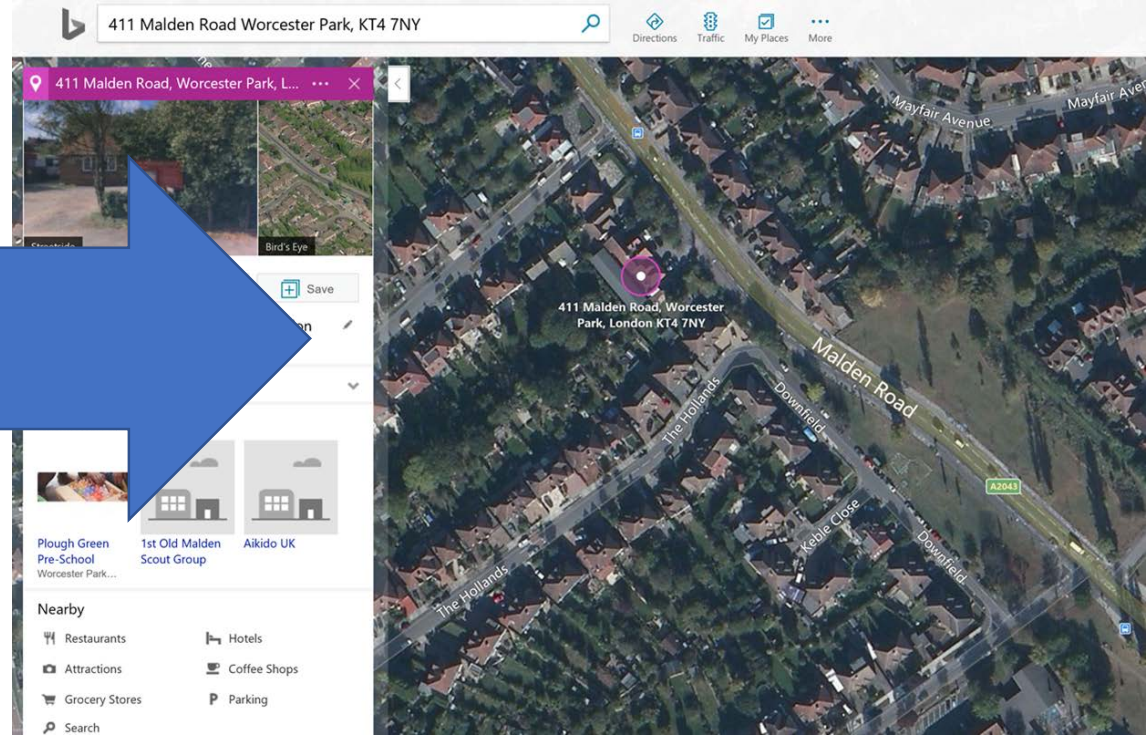 411 Malden Road Worcester Park, KT4 7NY
Directions
Traffic
My Places
More
411 Malden Road, Worcester Park, L...
Bird's Eye
Save
Plough Green
Pre-School
Worcester Park...
1st Old Malden
Scout Group
Aikido UK
Nearby
Restaurants
Hotels
Attractions
Coffee Shops
Grocery Stores
P
Parking
Search
Mayfair Avenue
Mayfair Aven
411 Malden Road, Worcester
Park, London KT4 7NY
Malden Road
The Hollands
Downfield
A2043
Keble Close
Downfield
The Hollands